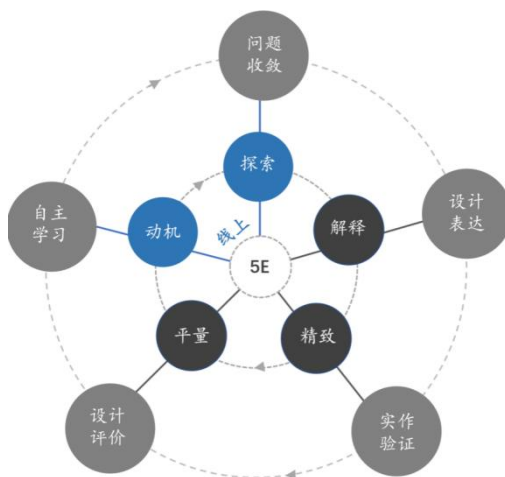 问题
收敛
探索
自主
学习
动机
线上
解释
设计
表达
5E
平量
精致
设计
评价
实作
验证